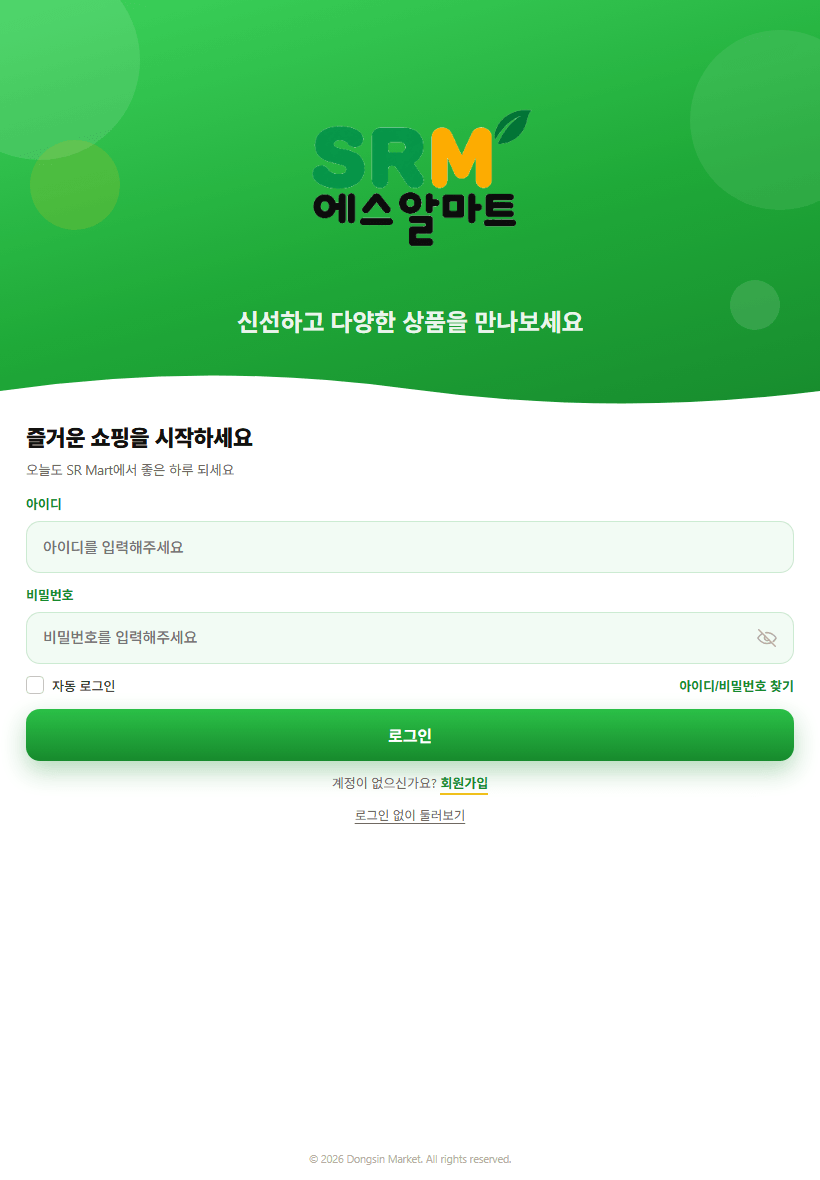 SRM
에스알마트
신선하고 다양한 상품을 만나보세요
즐거운 쇼핑을 시작하세요
오늘도 SR Mart에서 좋은 하루 되세요
아이디
아이디를 입력해주세요
비밀번호
비밀번호를 입력해주세요
자동 로그인
아이디/비밀번호 찾기
로그인
계정이 없으신가요? 회원가입
로그인 없이 둘러보기
© 2026 Dongsin Market. All rights reserved.